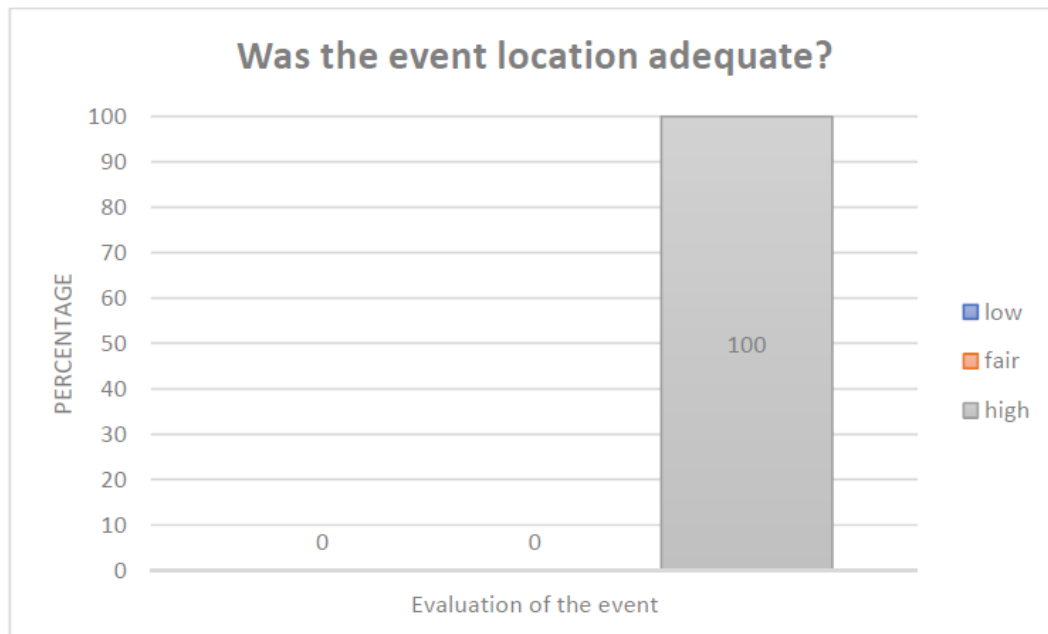 Was the event location adequate?
100
90
80
70
60
50
40
30
20
10
0
PERCENTAGE
0
0
100
Evaluation of the event
low
fair
high